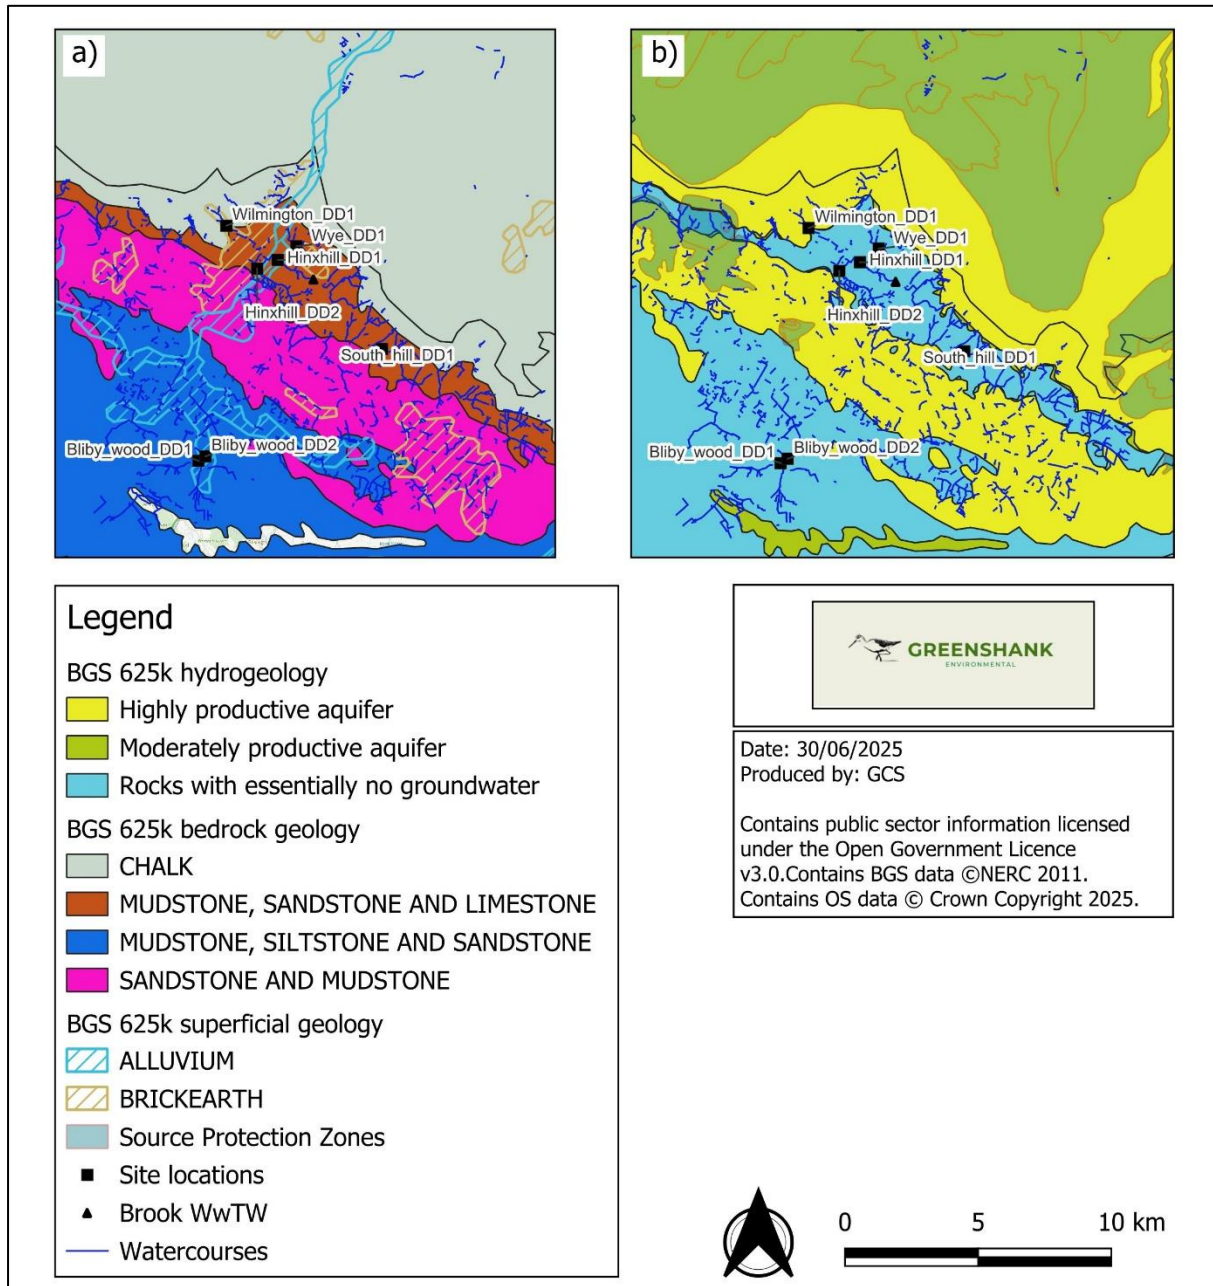 a)
Wilmington_DD1
Wye_DD1
Hinxhill_DD1
Hinxhill_DD2
South_hill_DD1
Bliby_wood_DD1
Bliby_wood_DD2
b)
Wilmington_DD1
Wye_DD1
Hinxhill_DD1
Hinxhill_DD2
South_hill_DD1
Bliby_wood_DD1
Bliby_wood_DD2
Legend
BGS 625k hydrogeology
Highly productive aquifer
Moderately productive aquifer
Rocks with essentially no groundwater
BGS 625k bedrock geology
CHALK
MUDSTONE, SANDSTONE AND LIMESTONE
MUDSTONE, SILTSTONE AND SANDSTONE
SANDSTONE AND MUDSTONE
BGS 625k superficial geology
ALLUVIUM
BRICKEARTH
Source Protection Zones
Site locations
Brook WwTW
Watercourses
GREENSHANK
ENVIRONMENTAL
Date: 30/06/2025
Produced by: GCS
Contains public sector information licensed
under the Open Government Licence
v3.0.Contains BGS data ©NERC 2011.
Contains OS data © Crown Copyright 2025.
0 5 10 km